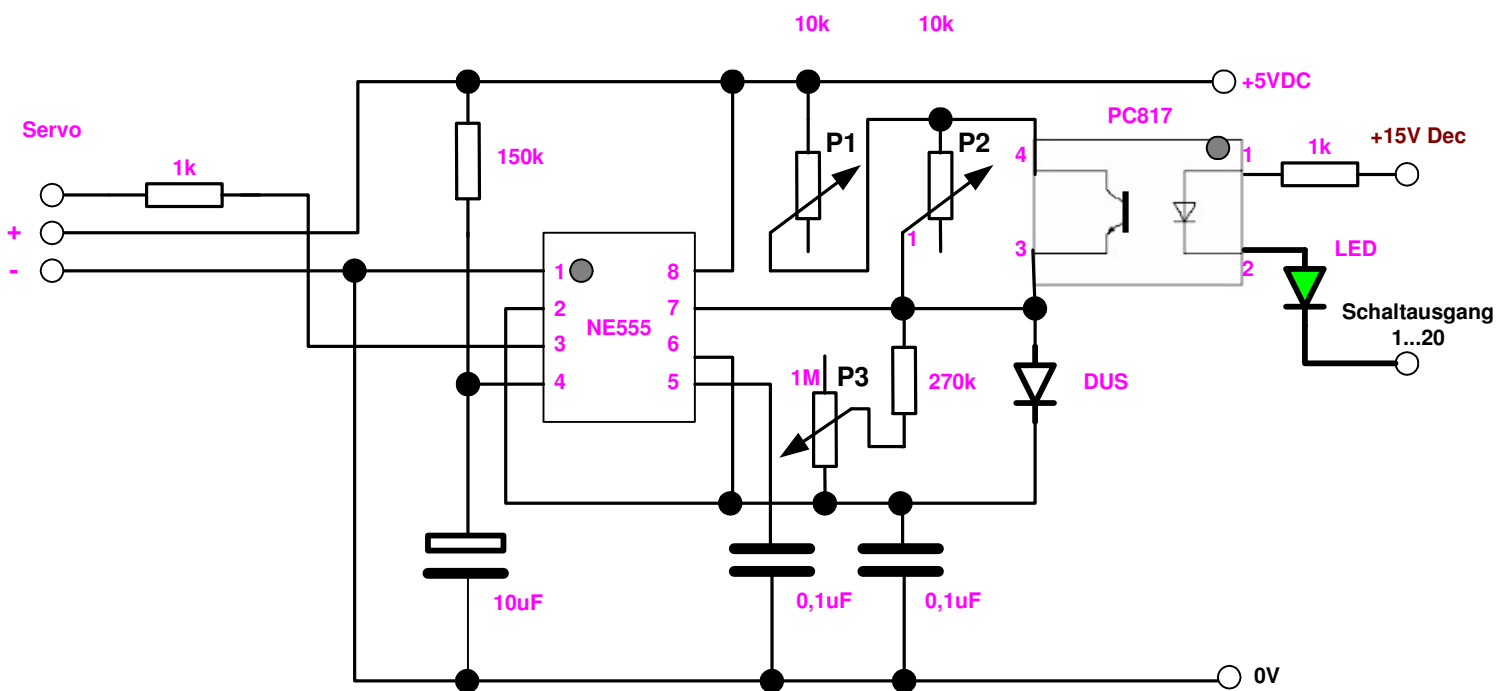 10k 10k
+5VDC
PC817
Servo
P1 P2
+15V Dec
150k
4 1
1k 1k
+
1
3
-
LED
2
1 8
2 7
Schaltausgang
NE555
1...20
3 6
1M P3
4 5
270k DUS
10uF 0,1uF 0,1uF
0V